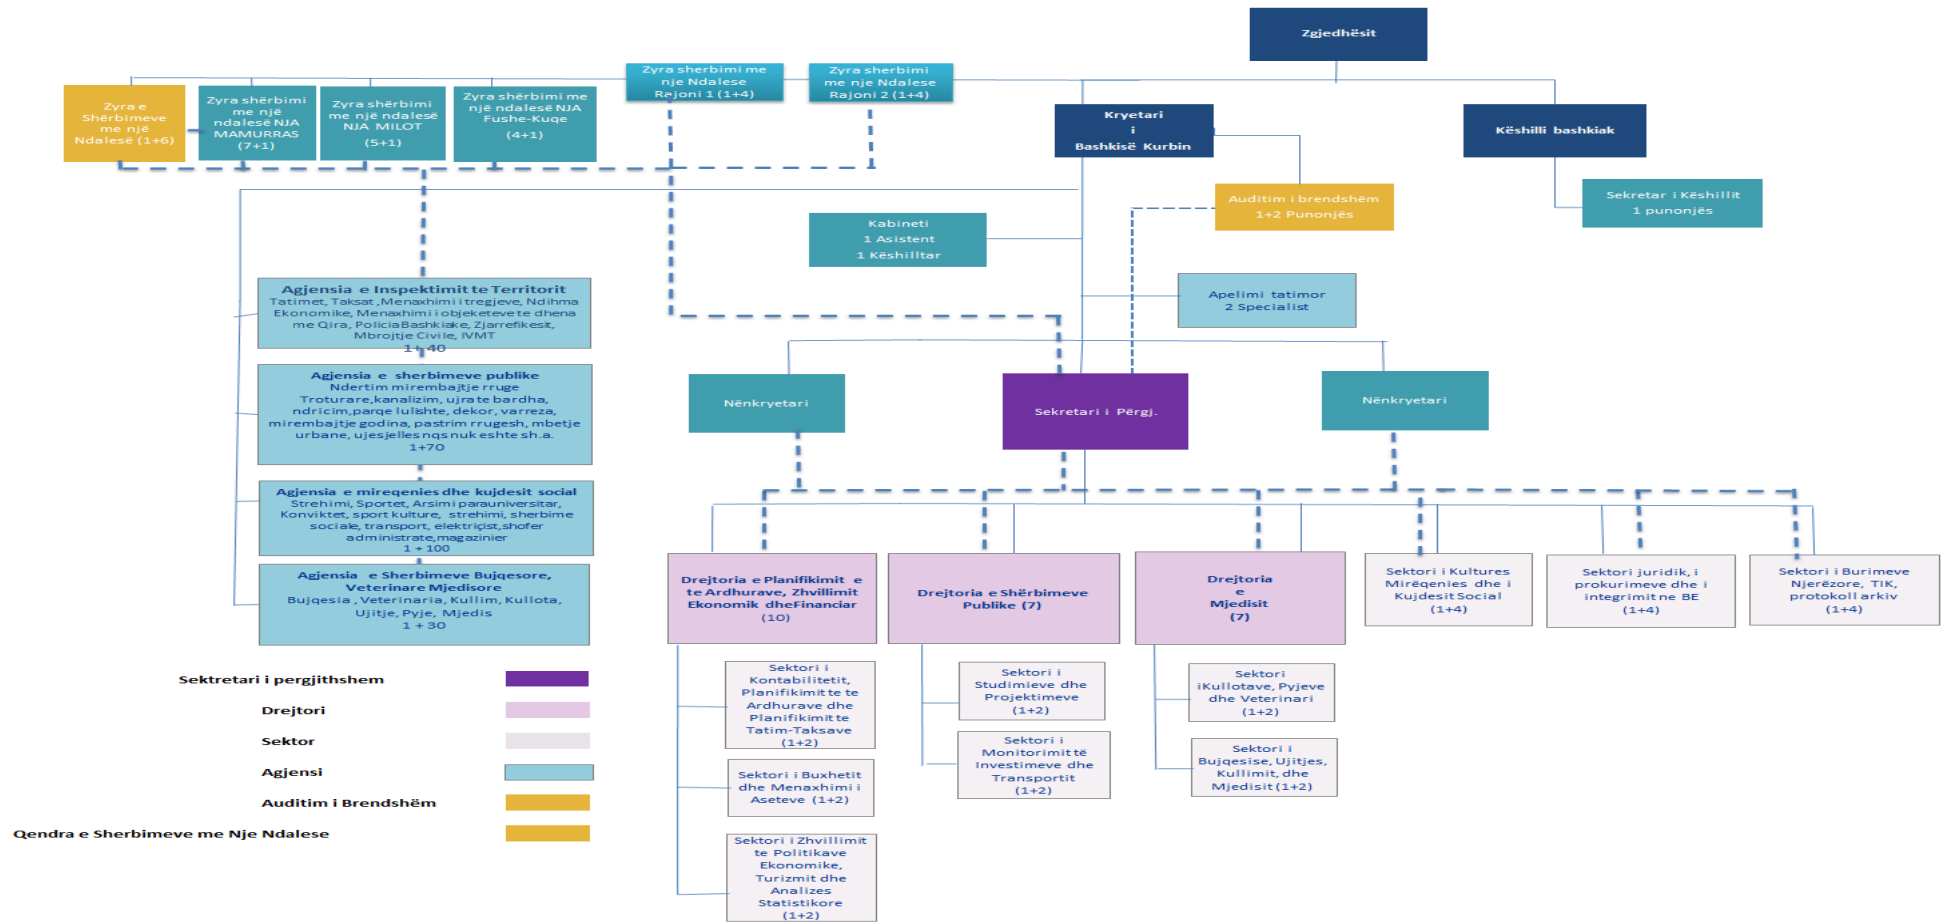 Zgjedhësit
Zyra sherbimi me
nje Ndalese
Rajoni 1 (1+4)
Zyra sherbimi
me nje Ndalese
Rajoni 2 (1+4)
Zyra e
Shërbimeve
me një
Ndalesë (1+6)
Zyra shërbimi
me një
ndalesë NJA
MAMURRAS
(7+1)
Zyra shërbimi
me një ndalesë
NJA MILOT
(5+1)
Zyra shërbimi me
një ndalesë NJA
Fushe-Kuqe
(4+1)
Kryetari
i
Bashkisë Kurbin
Këshilli bashkiak
Auditim i brendshëm
1+2 Punonjës
Sekretar i Këshillit
1 punonjës
Kabineti
1 Asistent
1 Këshilltar
Apelimi tatimor
2 Specialist
Agjensia e Inspektimit te Territorit
Tatimet, Taksat ,Menaxhimi i tregjeve, Ndihma
Ekonomike, Menaxhimi i objeketeve te dhena
me Qira, PoliciaBashkiake, Zjarrefikesit,
Mbrojtje Civile, IVMT
1+ 40
Agjensia e sherbimeve publike
Ndertim mirembajtje rruge
Troturare,kanalizim, ujra te bardha,
ndricim,parqe lulishte, dekor, varreza,
mirembajtje godina, pastrim rrugesh, mbetje
urbane, ujesjelles nqs nuk eshte sh.a.
1+70
Agjensia e mireqenies dhe kujdesit social
Strehimi, Sportet, Arsimi parauniversitar,
Konviktet, sport kulture, strehimi, sherbime
sociale, transport, elektriçist,shofer
administrate,magazinier
1 + 100
Agjensia e Sherbimeve Bujqesore,
Veterinare Mjedisore
Bujqesia , Veterinaria, Kullim, Kullota,
Ujitje, Pyje, Mjedis
1 + 30
Nënkryetari
Sekretari i Përgj.
Nënkryetari
Drejtoria e Planifikimit e
te Ardhurave, Zhvillimit
Ekonomik dheFinanciar
(10)
Drejtoria e Shërbimeve
Publike (7)
Drejtoria
e
Mjedisit
(7)
Sektori i Kultures
Mirëqenies dhe i
Kujdesit Social
(1+4)
Sektori juridik, i
prokurimeve dhe i
integrimit ne BE
(1+4)
Sektori i Burimeve
Njerëzore, TIK,
protokoll arkiv
(1+4)
Sektori i
Kontabilitetit,
Planifikimit te te
Ardhurave dhe
Planifikimit te
Tatim-Taksave
(1+2)
Sektori i Buxhetit
dhe Menaxhimi i
Aseteve (1+2)
Sektori i Zhvillimit
te Politikave
Ekonomike,
Turizmit dhe
Analizes
Statistikore
(1+2)
Sektori i
Studimieve dhe
Projektimeve
(1+2)
Sektori i
Monitorimit të
Investimeve dhe
Transportit
(1+2)
Sektori
iKullotave, Pyjeve
dhe Veterinari
(1+2)
Sektori i
Bujqesise, Ujitjes,
Kullimit, dhe
Mjedisit (1+2)
Sektretari i pergjithshem
Drejtori
Sektor
Agjensi
Auditim i Brendshëm
Qendra e Sherbimeve me Nje Ndalese